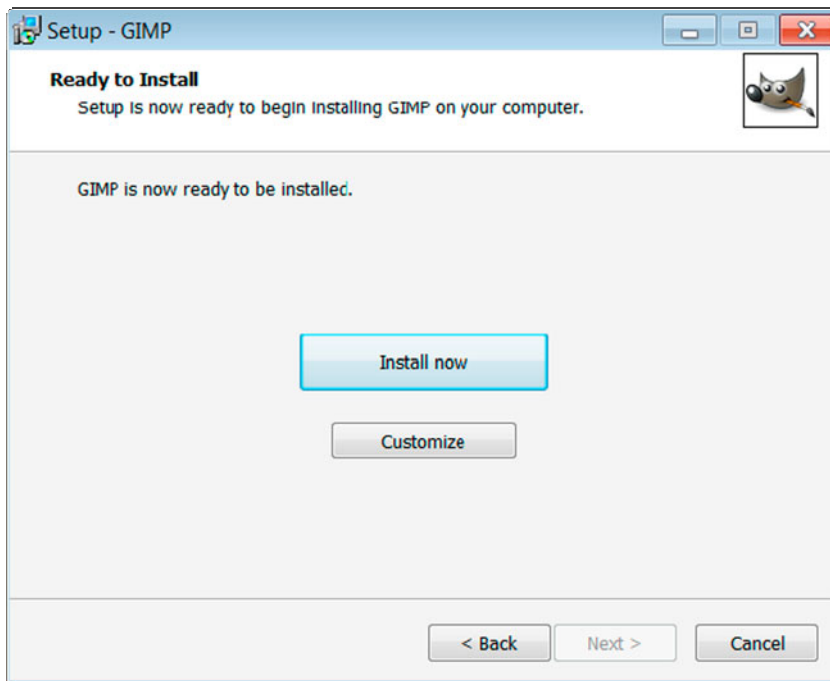 Setup - GIMP
Ready to Install
Setup is now ready to begin installing GIMP on your computer.
GIMP is now ready to be installed.
Install now
Customize
< Back
Next >
Cancel